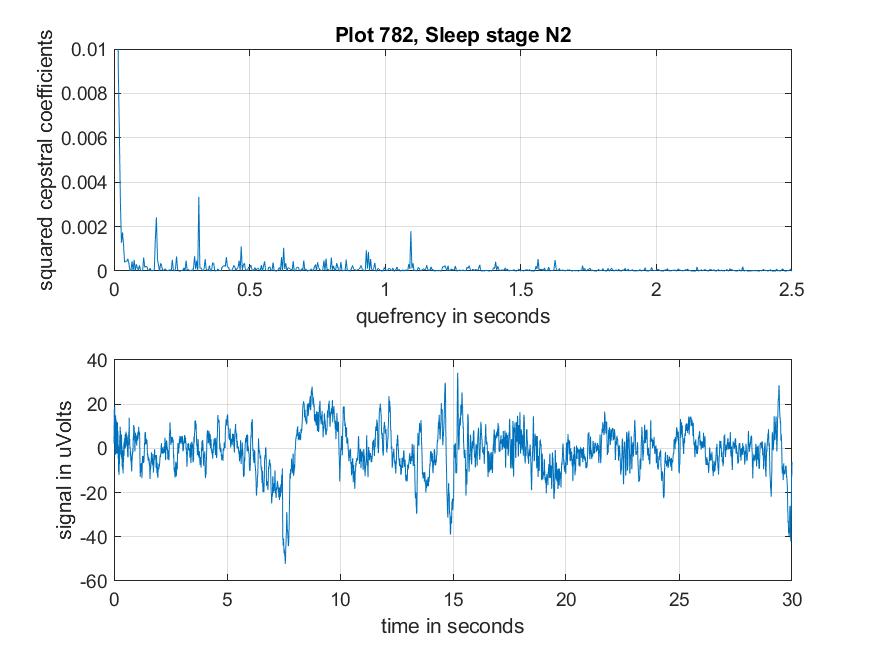 Plot 782, Sleep stage N2
squared cepstral coefficients
0.01
0.008
0.006
0.004
0.002
0
0 0.5 1 1.5 2 2.5
quefrency in seconds
signal in uVolts
40
20
0
-20
-40
-60
0 5 10 15 20 25 30
time in seconds